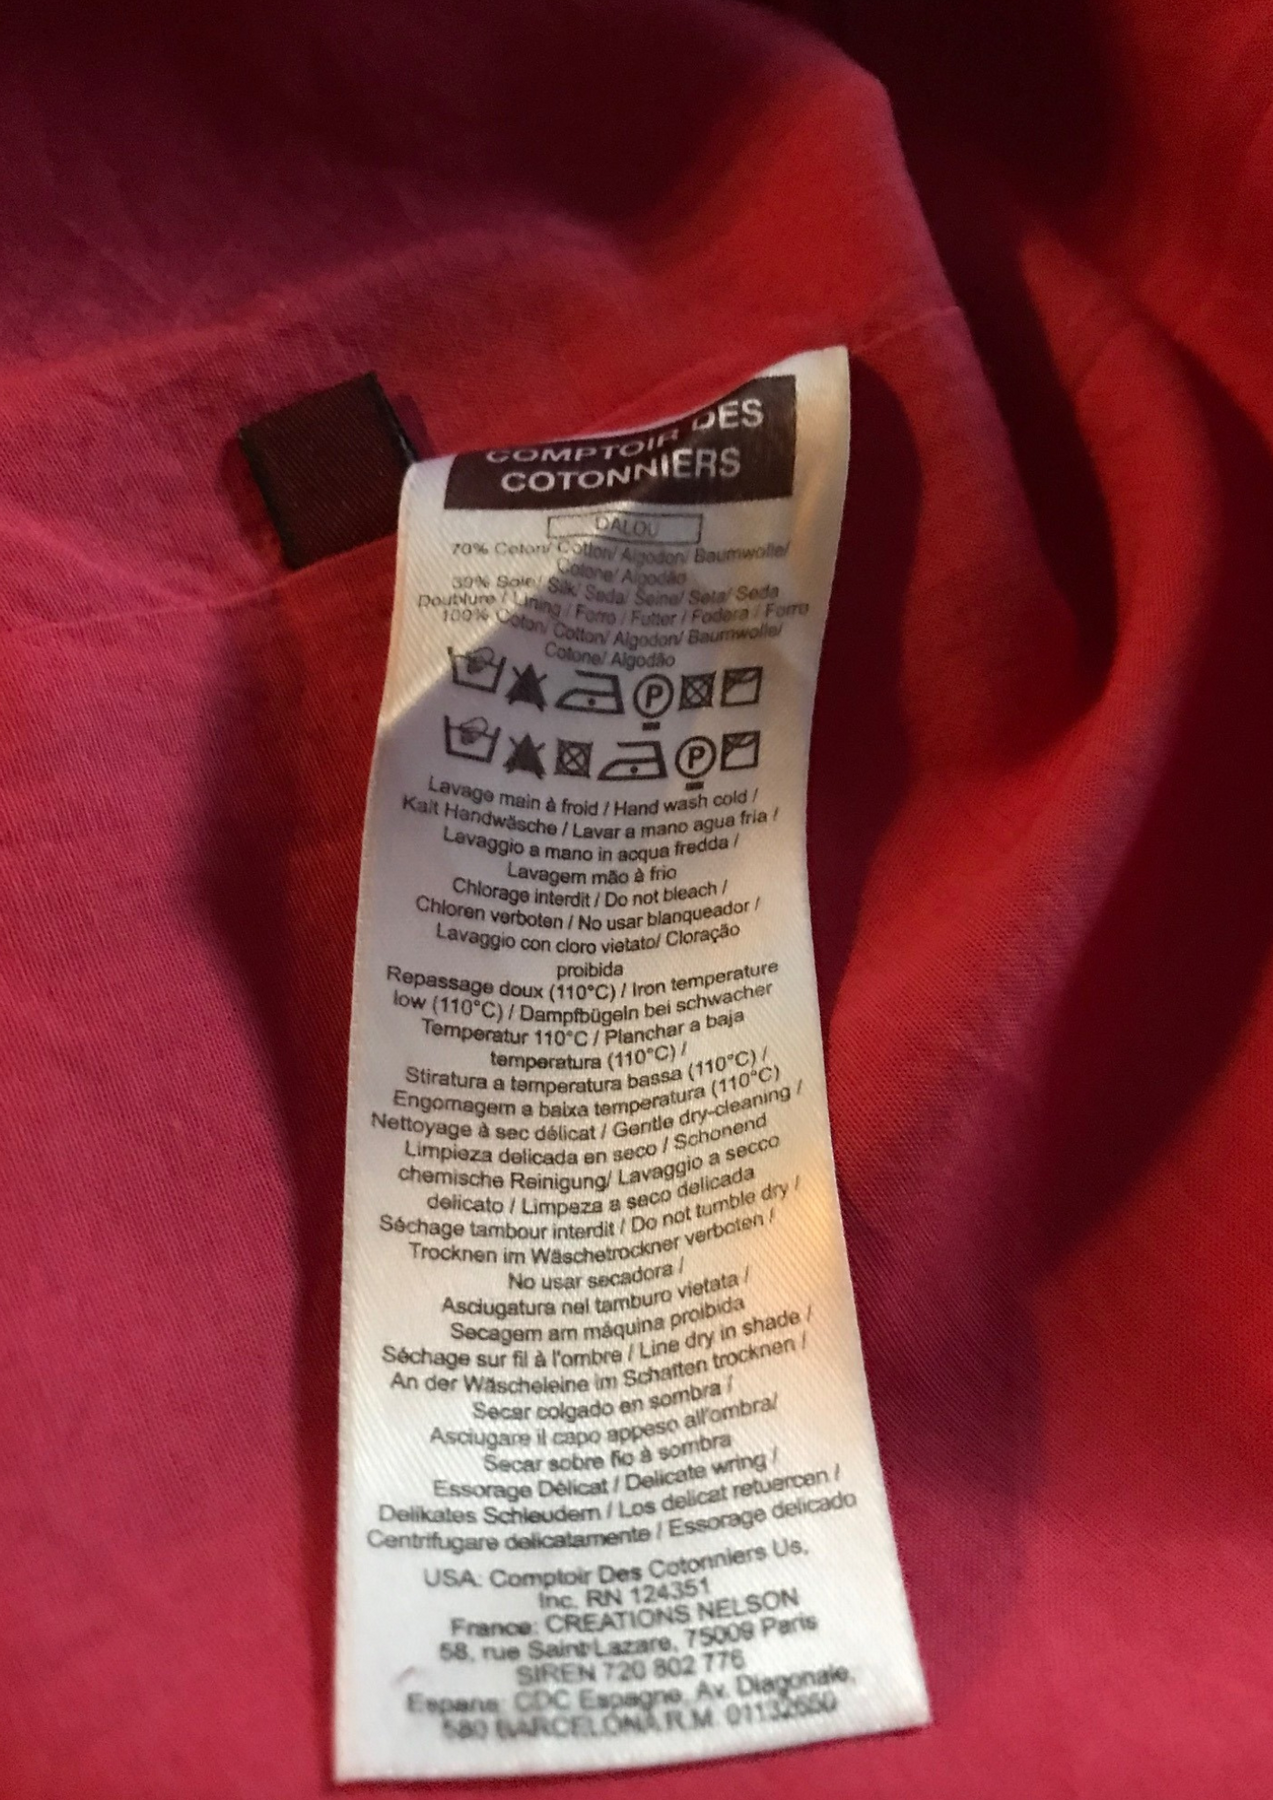 COMPTOIR DES
COTONNIERS
DALOU
70% Coton/ Cotton/ Algodon/ Baumwolle/
Cotone/ Algodão
30% Soie/ Silk/ Seda/ Seine/ Seta/ Seda
Doublure / Lining / Forro / Futter / Fodera / Forro
100% Coton/ Cotton/ Algodon/ Baumwolle/
Cotone/ Algodão
P
P
Lavage main à froid / Hand wash cold /
Kalt Handwäsche / Lavar a mano agua fria /
Lavaggio a mano in acqua fredda /
Lavagem mão à frio
Chlorage interdit / Do not bleach /
Chloren verboten / No usar blanqueador /
Lavaggio con cloro vietato/ Cloração
proibida
Repassage doux (110°C) / Iron temperature
low (110°C) / Dampfbügeln bei schwacher
Temperatur 110°C / Planchar a baja
temperatura (110°C) /
Stiratura a temperatura bassa (110°C) /
Engomagem a baixa temperatura (110°C)
Nettoyage à sec délicat / Gentle dry-cleaning /
Limpieza delicada en seco / Schonend
chemische Reinigung/ Lavaggio a secco
delicato / Limpeza a seco delicada
Séchage tambour interdit / Do not tumble dry /
Trocknen im Wäschetrockner verboten /
No usar secadora /
Asciugatura nel tamburo vietata /
Secagem am máquina proibida
Séchage sur fil à l'ombre / Line dry in shade /
An der Wäscheleine im Schatten trocknen /
Secar colgado en sombra /
Asciugare il capo appeso all'ombra/
Secar sobre fio à sombra
Essorage Délicat / Delicate wring /
Delikates Schleudern / Los delicat retuercen /
Centrifugare delicatamente / Essorage delicado
USA: Comptoir Des Cotonniers Us,
Inc. RN 124351
France: CREATIONS NELSON
58, rue Saint-Lazare, 75009 Paris
SIREN 720 802 776
Espana: CDC Espagne, Av. Diagonale,
580 BARCELONA R.M. 01132650